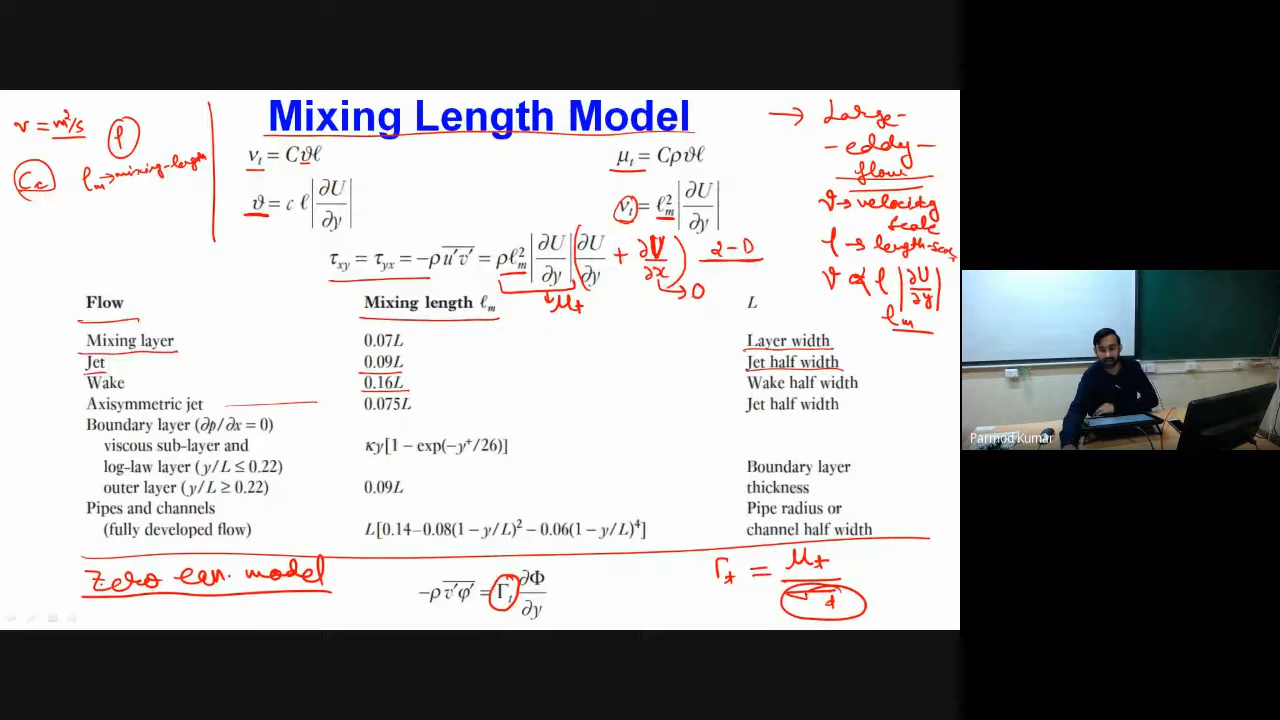 Mixing Length Model
ν = m²/s
ℓ
ℓm → mixing-length
νt = Cϑℓ
μt = Cρϑℓ
ϑ = c ℓ |∂U/∂y|
νt = ℓm² |∂U/∂y|
τxy = τyx = −ρu′v′ = ρℓm² |∂U/∂y| (∂U/∂y + ∂V/∂x) 2-D
↓ μt
→ 0
→ Large-
- eddy -
flow
ϑ → velocity
scale
ℓ → length-scale
ϑ ∝ ℓ |∂U/∂y|
ℓm
Flow Mixing length ℓm L
Mixing layer 0.07L Layer width
Jet 0.09L Jet half width
Wake 0.16L Wake half width
Axisymmetric jet 0.075L Jet half width
Boundary layer (∂p/∂x = 0)
viscous sub-layer and κy[1 − exp(−y⁺/26)]
log-law layer (y/L ≤ 0.22) Boundary layer
outer layer (y/L ≥ 0.22) 0.09L thickness
Pipes and channels Pipe radius or
(fully developed flow) L[0.14−0.08(1 − y/L)² − 0.06(1 − y/L)⁴] channel half width
Zero eqn. model
−ρv′φ′ = Γt ∂Φ/∂y
Γt = μt/σt
Parmod Kumar